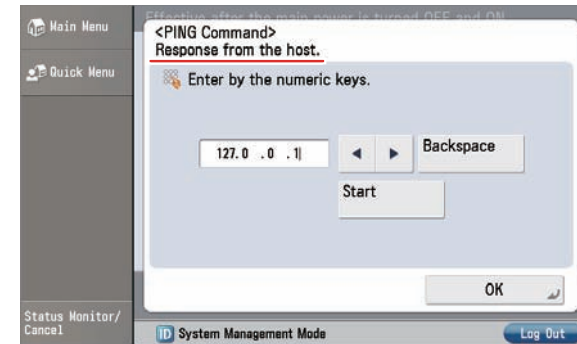 Main Menu
Quick Menu
Effective after the main power is turned OFF and ON.
<PING Command>
Response from the host.
Enter by the numeric keys.
127.0 .0 .1
◀ ▶ Backspace
Start
OK
Status Monitor/
Cancel
ID System Management Mode
Log Out